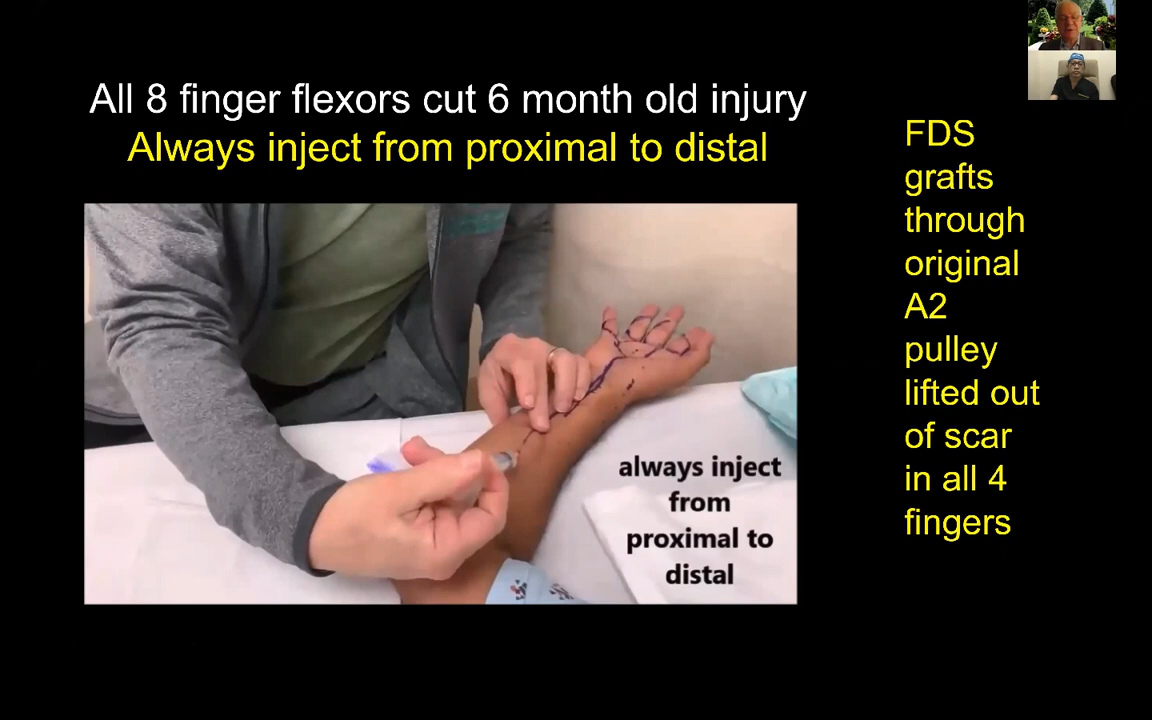 All 8 finger flexors cut 6 month old injury
Always inject from proximal to distal
FDS
grafts
through
original
A2
pulley
lifted out
of scar
in all 4
fingers
always inject
from
proximal to
distal